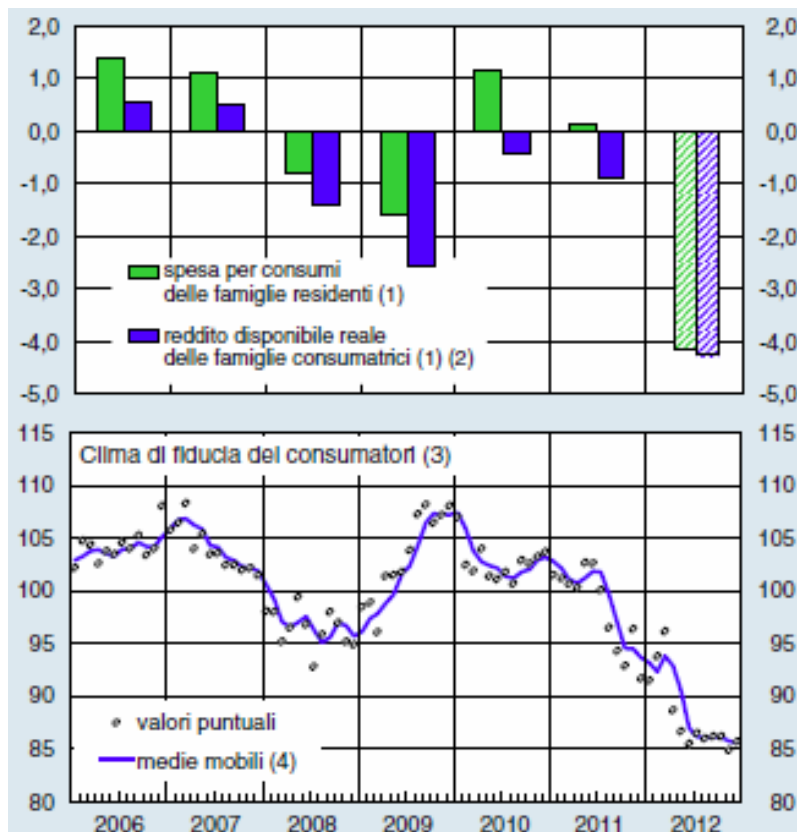 2,0 2,0
1,0 1,0
0,0 0,0
-1,0 -1,0
-2,0 -2,0
-3,0 -3,0
-4,0 -4,0
-5,0 -5,0
spesa per consumi
delle famiglie residenti (1)
reddito disponibile reale
delle famiglie consumatrici (1) (2)
115 115
Clima di fiducia dei consumatori (3)
110 110
105 105
100 100
95 95
90 90
85 85
80 80
valori puntuali
medie mobili (4)
2006 2007 2008 2009 2010 2011 2012